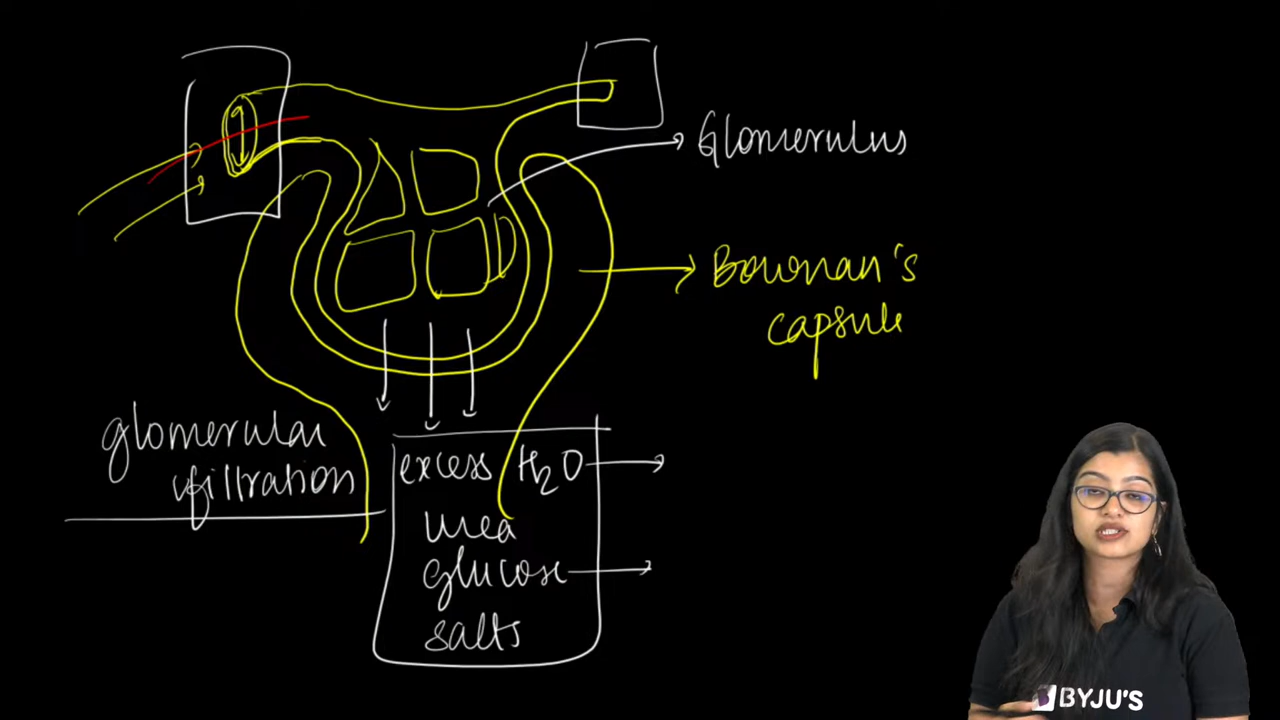 Glomerulus
Bowman's
capsule
glomerular
filtration
excess H₂O
urea
glucose
salts
BYJU'S